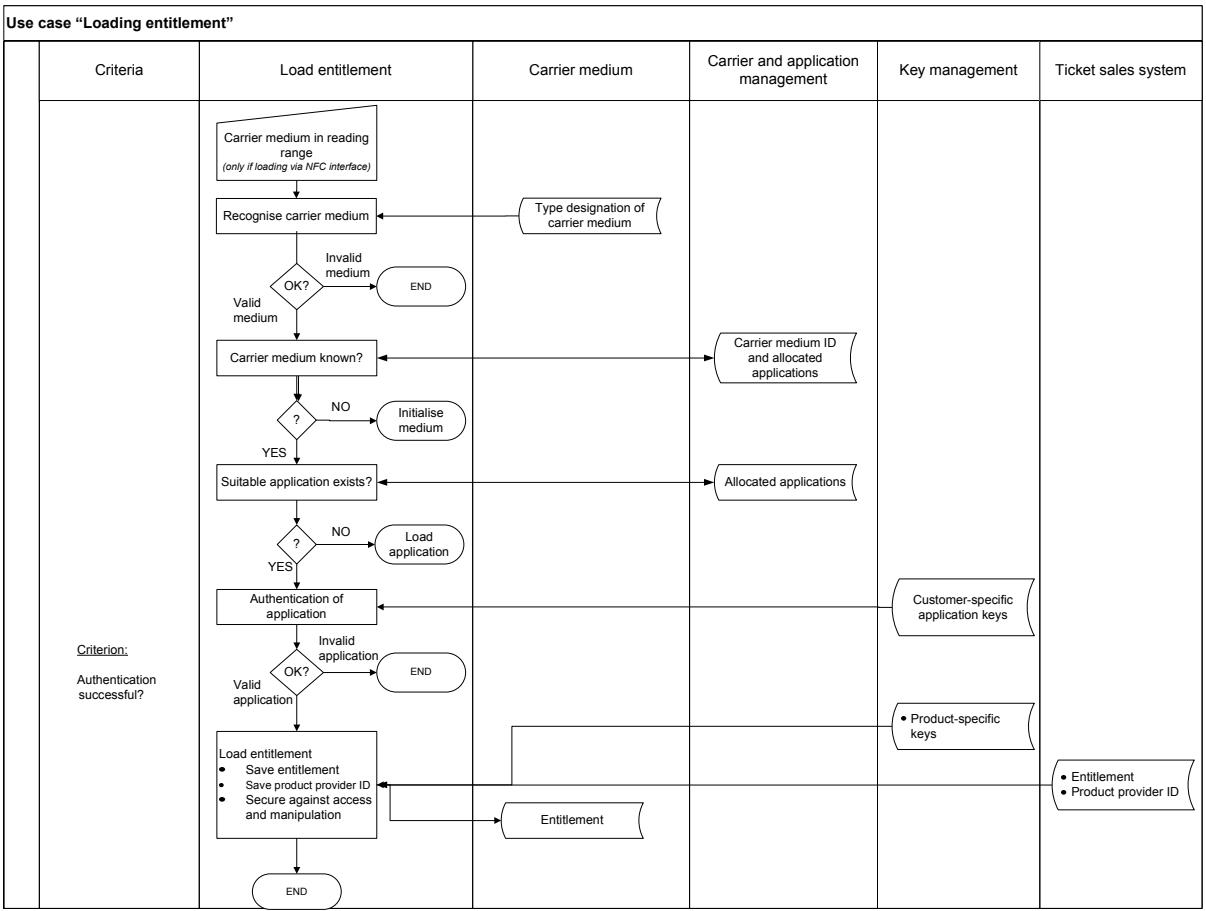 Use case “Loading entitlement”
Criteria
Load entitlement
Carrier medium
Carrier and application
management
Key management
Ticket sales system
Carrier medium in reading
range
(only if loading via NFC interface)
Recognise carrier medium
Type designation of
carrier medium
Invalid
medium
OK?
END
Valid
medium
Carrier medium known?
Carrier medium ID
and allocated
applications
?
NO
Initialise
medium
YES
Suitable application exists?
Allocated applications
?
NO
Load
application
YES
Authentication of
application
Customer-specific
application keys
Criterion:
Authentication
successful?
Invalid
application
OK?
END
Valid
application
• Product-specific
keys
Load entitlement
• Save entitlement
• Save product provider ID
• Secure against access
and manipulation
• Entitlement
• Product provider ID
Entitlement
END